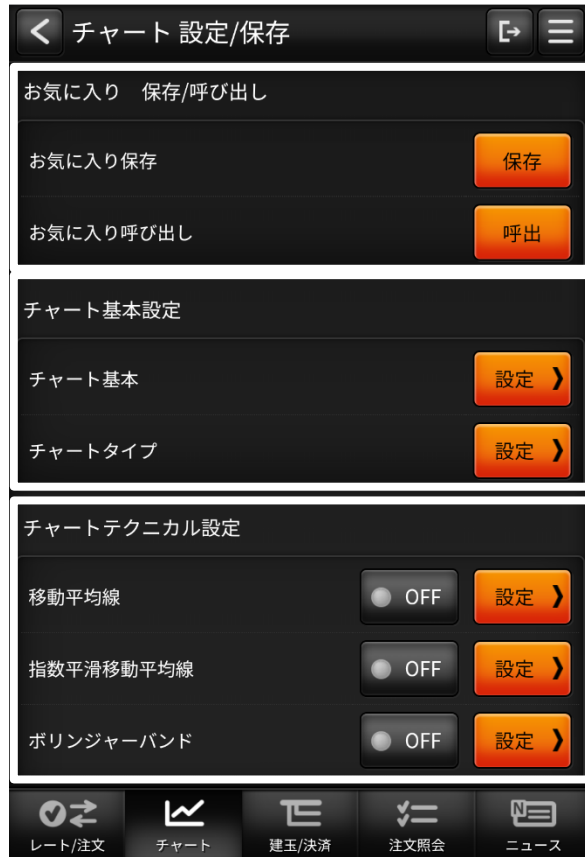 チャート 設定/保存
お気に入り　保存/呼び出し
お気に入り保存
保存
お気に入り呼び出し
呼出
チャート基本設定
チャート基本
設定 ❯
チャートタイプ
設定 ❯
チャートテクニカル設定
移動平均線
OFF
設定 ❯
指数平滑移動平均線
OFF
設定 ❯
ボリンジャーバンド
OFF
設定 ❯
N
レート/注文
チャート
建玉/決済
注文照会
ニュース